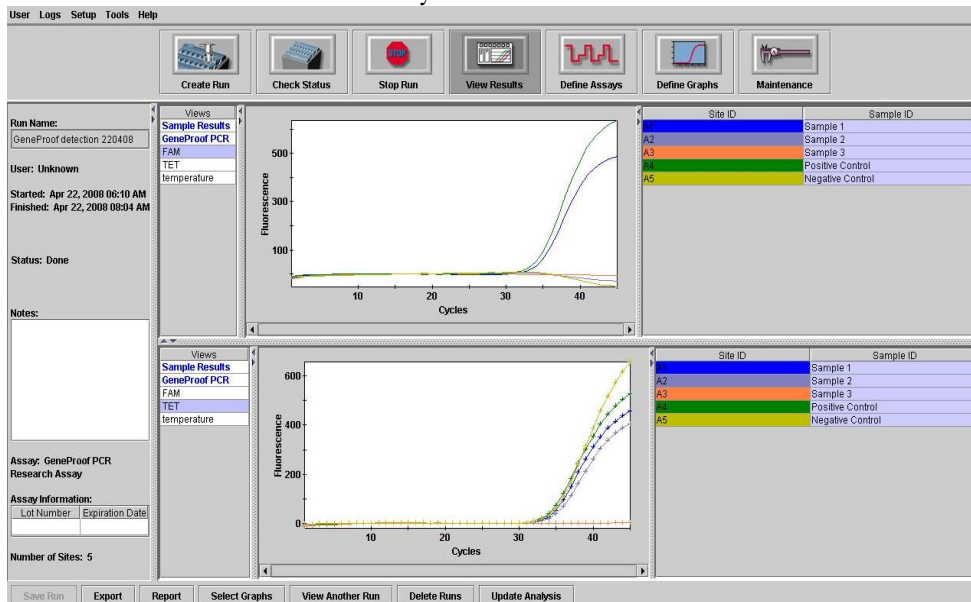 User Logs Setup Tools Help
Create Run Check Status Stop Run View Results Define Assays Define Graphs Maintenance
Run Name:
GeneProof detection 220408
User: Unknown
Started: Apr 22, 2008 06:10 AM
Finished: Apr 22, 2008 08:04 AM
Status: Done
Notes:
Assay: GeneProof PCR
Research Assay
Assay Information:
Lot Number Expiration Date
Number of Sites: 5
Views
Sample Results
GeneProof PCR
FAM
TET
temperature
Fluorescence
500
300
100
10 20 30 40
Cycles
Site ID Sample ID
A1 Sample 1
A2 Sample 2
A3 Sample 3
A4 Positive Control
A5 Negative Control
Views
Sample Results
GeneProof PCR
FAM
TET
temperature
Fluorescence
600
400
200
0
10 20 30 40
Cycles
Site ID Sample ID
Sample 1
A2 Sample 2
A3 Sample 3
A4 Positive Control
A5 Negative Control
Save Run Export Report Select Graphs View Another Run Delete Runs Update Analysis